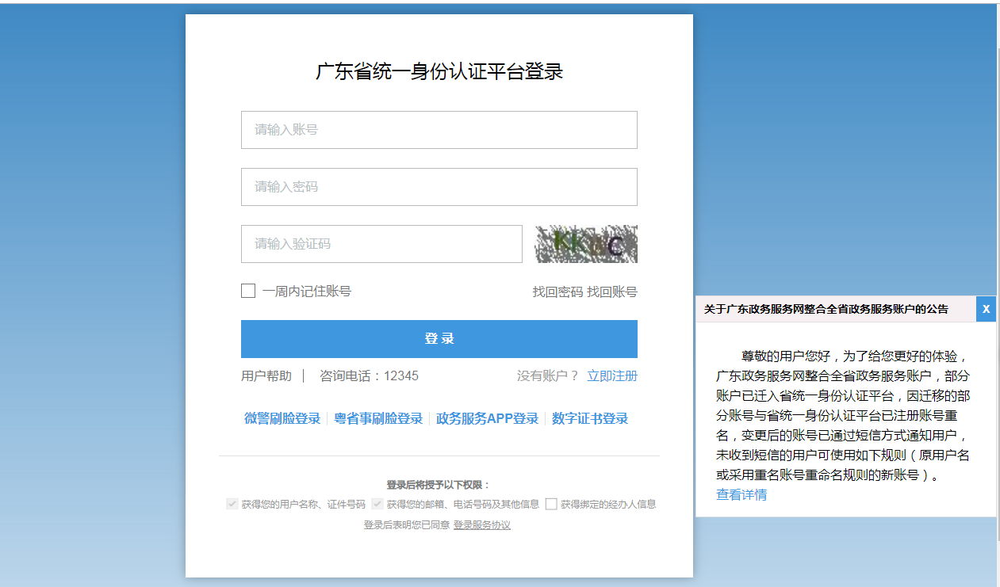 广东省统一身份认证平台登录
请输入账号
请输入密码
请输入验证码
一周内记住账号
找回密码 找回账号
登 录
用户帮助 | 咨询电话：12345
没有账户？ 立即注册
微警刷脸登录 | 粤省事刷脸登录 | 政务服务APP登录 | 数字证书登录
登录后将授予以下权限：
获得您的用户名称、证件号码 获得您的邮箱、电话号码及其他信息 获得绑定的经办人信息
登录后表明您已同意 登录服务协议
关于广东政务服务网整合全省政务服务账户的公告 X
尊敬的用户您好，为了给您更好的体验，
广东政务服务网整合全省政务服务账户，部分
账户已迁入省统一身份认证平台，因迁移的部
分账号与省统一身份认证平台已注册账号重
名，变更后的账号已通过短信方式通知用户，
未收到短信的用户可使用如下规则（原用户名
或采用重名账号重命名规则的新账号）。
查看详情